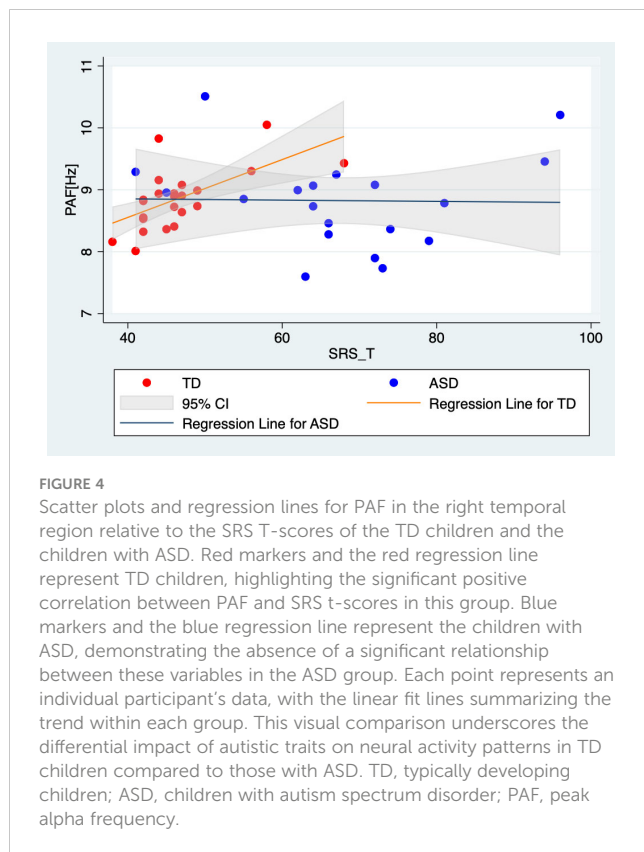 11
10
9
8
7
PAF[Hz]
40 60 80 100
SRS_T
TD ASD
95% CI Regression Line for TD
Regression Line for ASD
FIGURE 4
Scatter plots and regression lines for PAF in the right temporal
region relative to the SRS T-scores of the TD children and the
children with ASD. Red markers and the red regression line
represent TD children, highlighting the significant positive
correlation between PAF and SRS t-scores in this group. Blue
markers and the blue regression line represent the children with
ASD, demonstrating the absence of a significant relationship
between these variables in the ASD group. Each point represents an
individual participant's data, with the linear fit lines summarizing the
trend within each group. This visual comparison underscores the
differential impact of autistic traits on neural activity patterns in TD
children compared to those with ASD. TD, typically developing
children; ASD, children with autism spectrum disorder; PAF, peak
alpha frequency.